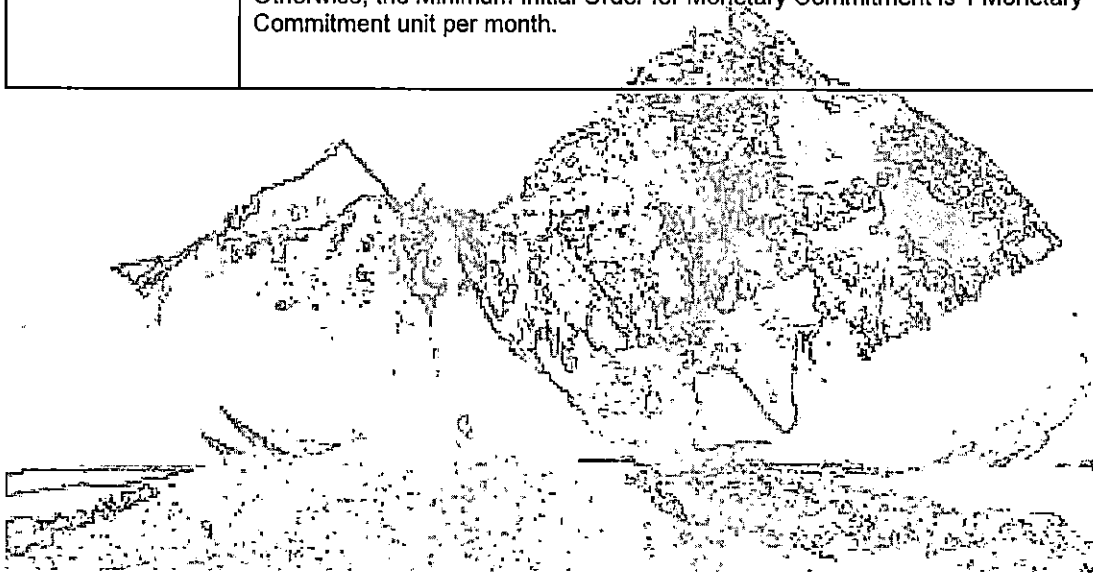 Otherwise, the Minimum Initial Order for Monetary Commitment is 1 Monetary
Commitment unit per month.